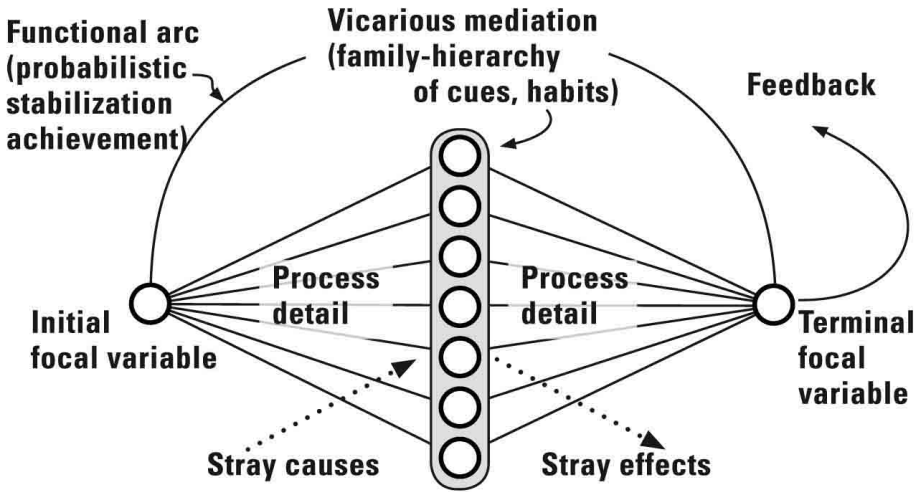 Functional arc
(probabilistic
stabilization
achievement)
Vicarious mediation
(family-hierarchy
of cues, habits)
Feedback
Process
detail
Process
detail
Initial
focal variable
Terminal
focal
variable
Stray causes
Stray effects